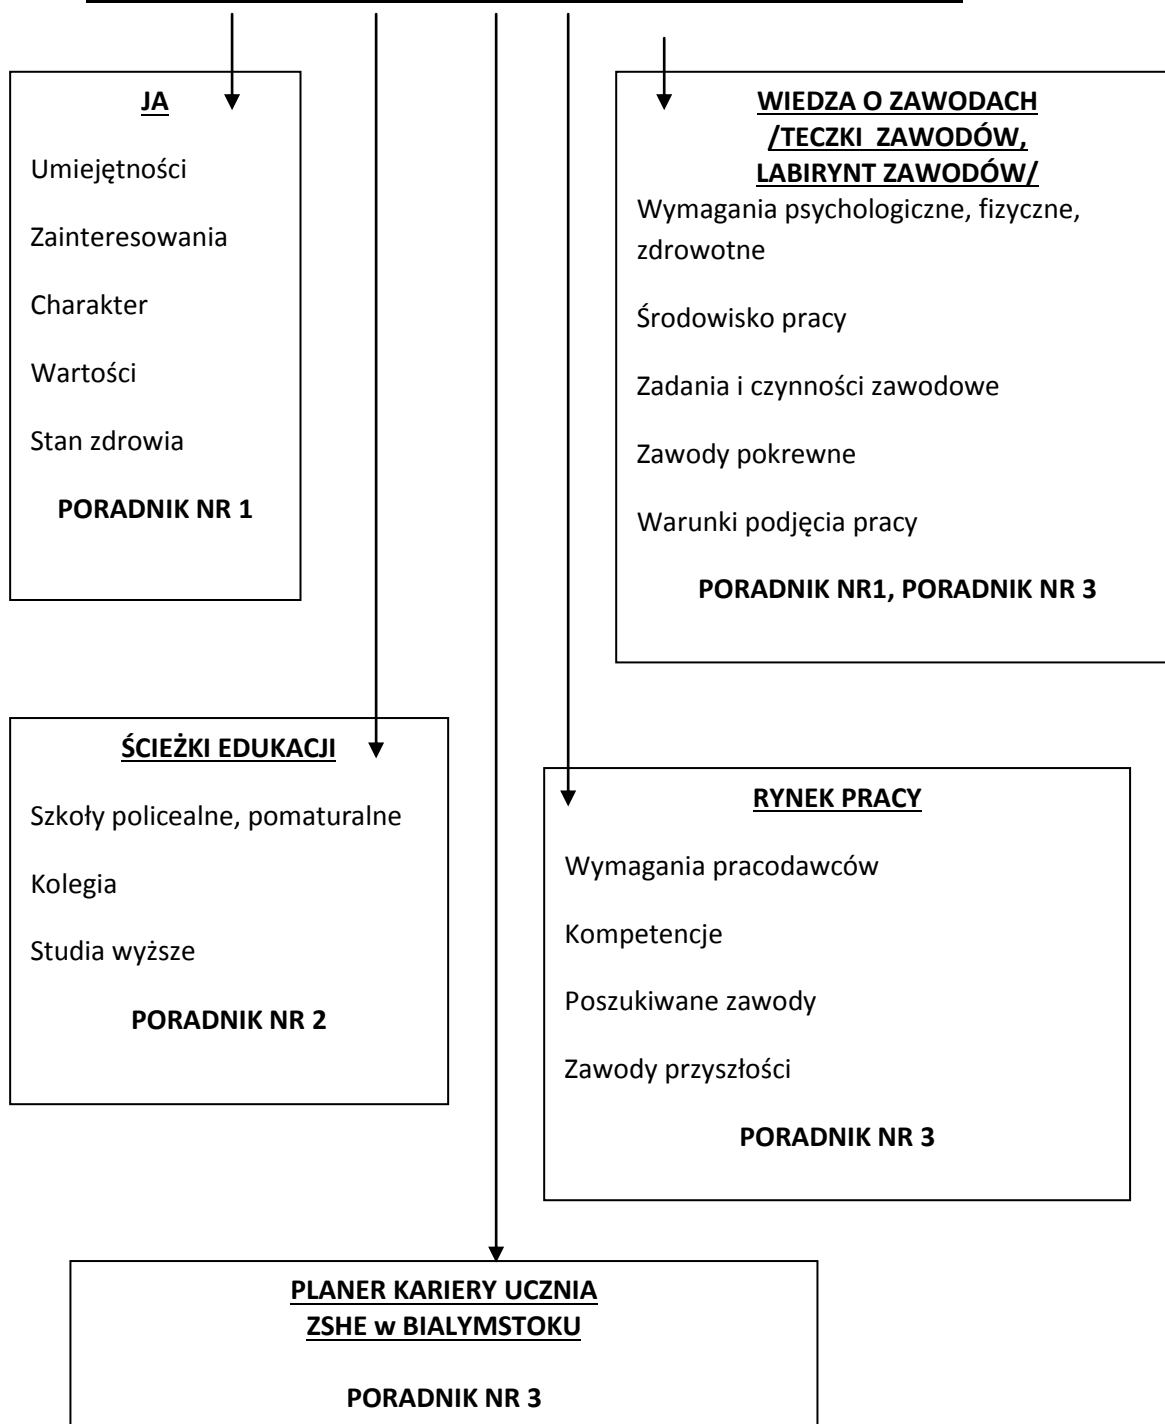 JA
Umiejętności
Zainteresowania
Charakter
Wartości
Stan zdrowia
PORADNIK NR 1
WIEDZA O ZAWODACH
/TECZKI ZAWODÓW,
LABIRYNT ZAWODÓW/
Wymagania psychologiczne, fizyczne,
zdrowotne
Środowisko pracy
Zadania i czynności zawodowe
Zawody pokrewne
Warunki podjęcia pracy
PORADNIK NR1, PORADNIK NR 3
ŚCIEŻKI EDUKACJI
Szkoły policealne, pomaturalne
Kolegia
Studia wyższe
PORADNIK NR 2
RYNEK PRACY
Wymagania pracodawców
Kompetencje
Poszukiwane zawody
Zawody przyszłości
PORADNIK NR 3
PLANER KARIERY UCZNIA
ZSHE w BIALYMSTOKU
PORADNIK NR 3